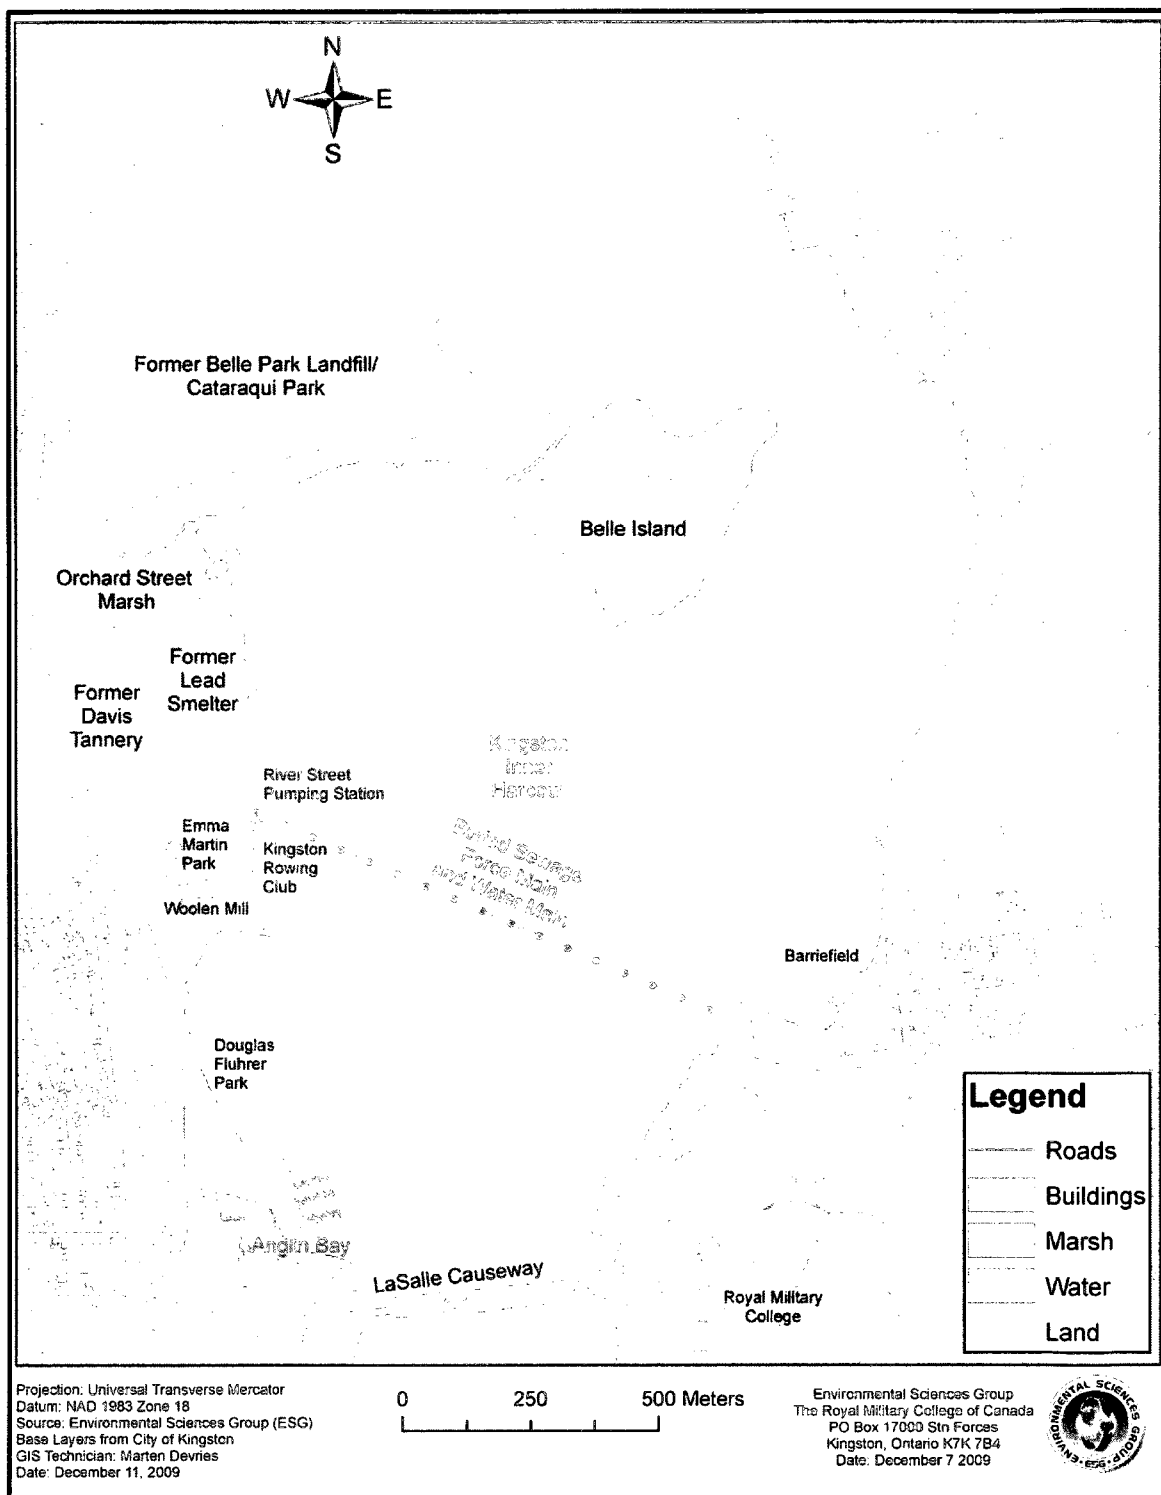 N
W E
S
Former Belle Park Landfill/
Cataraqui Park
Belle Island
Orchard Street
Marsh
Former
Lead
Smelter
Former
Davis
Tannery
Kingston
Inner
Harbour
River Street
Pumping Station
Buried Sewage
Force Main
and Water Main
Emma
Martin
Park
Kingston
Rowing
Club
Woolen Mill
Barriefield
Douglas
Fluhrer
Park
Anglin Bay
LaSalle Causeway
Royal Military
College
Legend
Roads
Buildings
Marsh
Water
Land
Projection: Universal Transverse Mercator
Datum: NAD 1983 Zone 18
Source: Environmental Sciences Group (ESG)
Base Layers from City of Kingston
GIS Technician: Marten Devries
Date: December 11, 2009
0 250 500 Meters
Environmental Sciences Group
The Royal Military College of Canada
PO Box 17000 Stn Forces
Kingston, Ontario K7K 7B4
Date: December 7 2009
ENVIRONMENTAL SCIENCES GROUP
ESG